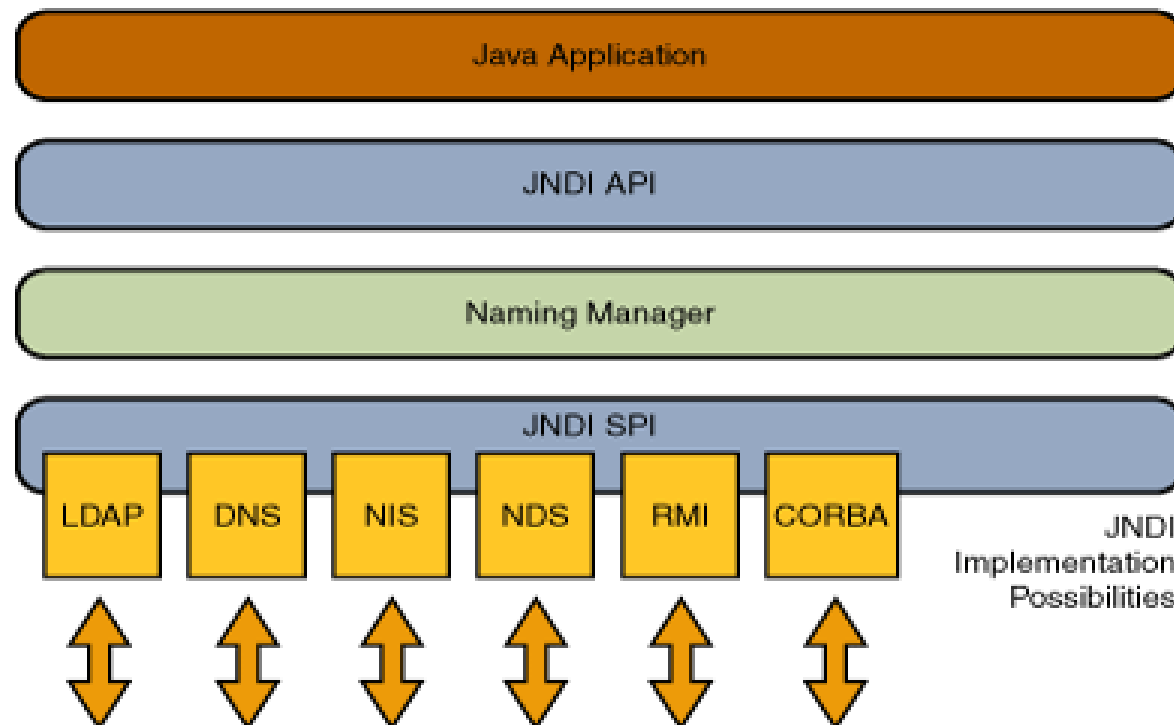 Java Application
JNDI API
Naming Manager
JNDI SPI
LDAP
DNS
NIS
NDS
RMI
CORBA
JNDI
Implementation
Possibilities